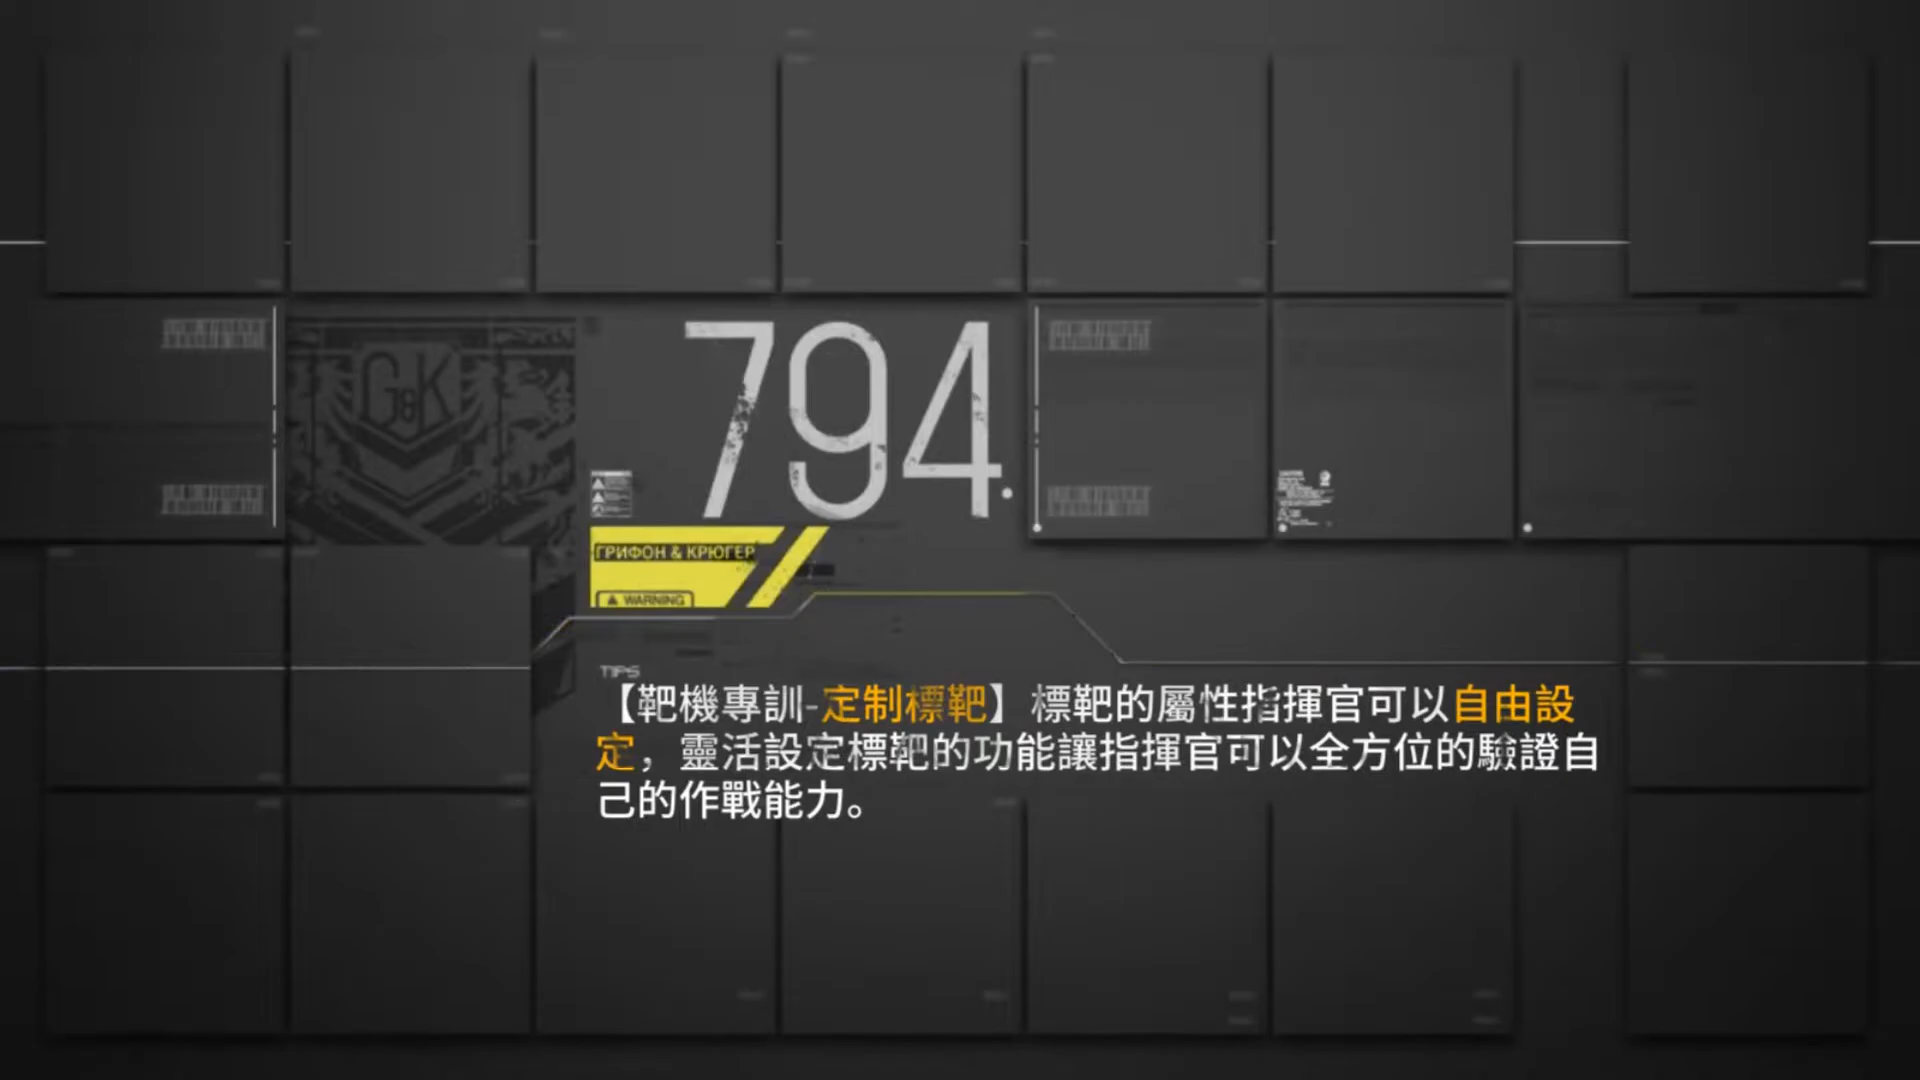 G&K
794.
ГРИФОН & КРЮГЕР
WARNING
TIPS
【靶機專訓-定制標靶】標靶的屬性指揮官可以自由設
定，靈活設定標靶的功能讓指揮官可以全方位的驗證自
己的作戰能力。